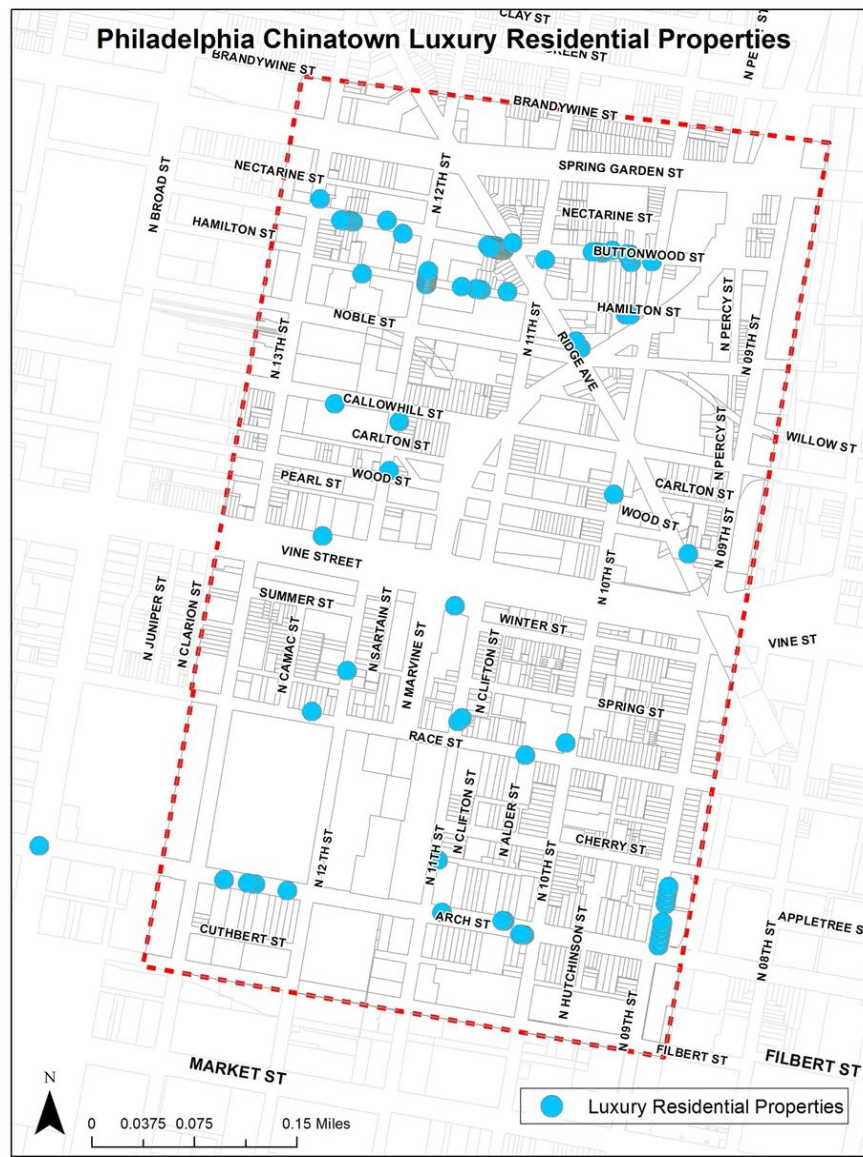 CLAY ST
Philadelphia Chinatown Luxury Residential Properties
BRANDYWINE ST
BRANDYWINE ST
SPRING GARDEN ST
NECTARINE ST
N 12TH ST
N BROAD ST
NECTARINE ST
HAMILTON ST
BUTTONWOOD ST
HAMILTON ST
NOBLE ST
N 11TH ST
N PERCY ST
N 09TH ST
N 13TH ST
RIDGE AVE
CALLOWHILL ST
CARLTON ST
N PERCY ST
WILLOW ST
PEARL ST
WOOD ST
CARLTON ST
WOOD ST
N 09TH ST
VINE STREET
N 10TH ST
SUMMER ST
N JUNIPER ST
N CLARION ST
N CAMAC ST
N SARTAIN ST
N MARVINE ST
N CLIFTON ST
WINTER ST
VINE ST
SPRING ST
RACE ST
N CLIFTON ST
N ALDER ST
CHERRY ST
N 12TH ST
N 11TH ST
N 10TH ST
ARCH ST
APPLETREE S
CUTHBERT ST
N HUTCHINSON ST
N 08TH ST
N 09TH ST
FILBERT ST
FILBERT ST
MARKET ST
N
0 0.0375 0.075 0.15 Miles
Luxury Residential Properties